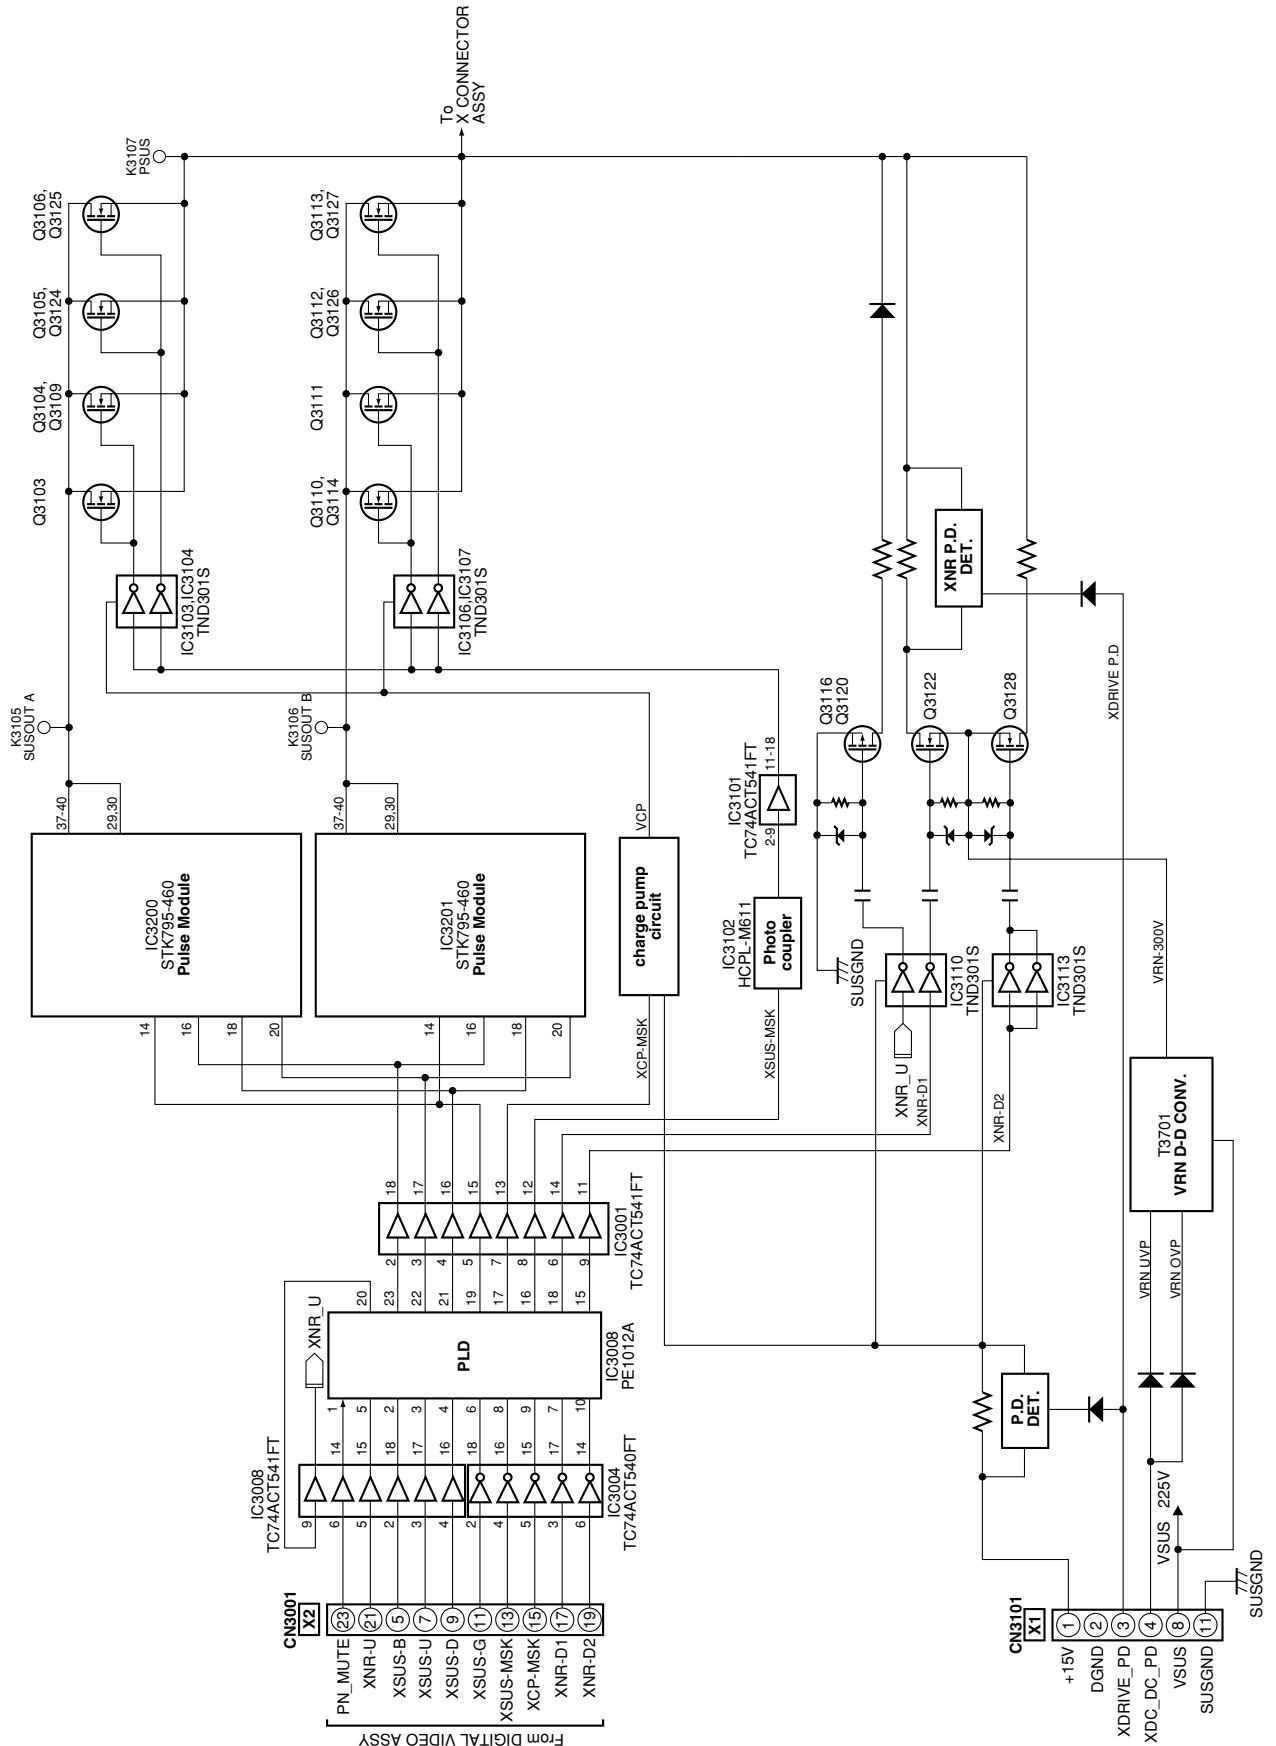 K3107
PSUS
Q3106,
Q3125
Q3105,
Q3124
Q3104,
Q3109
Q3103
IC3103,IC3104
TND301S
To
X CONNECTOR
ASSY
Q3113,
Q3127
Q3112,
Q3126
Q3111
Q3110,
Q3114
IC3106,IC3107
TND301S
K3105
SUSOUT A
K3106
SUSOUT B
37-40
29,30
IC3200
STK795-460
Pulse Module
14
16
18
20
37-40
29,30
IC3201
STK795-460
Pulse Module
14
16
18
20
VCP
charge pump
circuit
XCP-MSK
IC3101
TC74ACT541FT
11-18
2-9
IC3102
HCPL-M611
Photo
coupler
XSUS-MSK
XNR P.D.
DET.
Q3116
Q3120
Q3122
Q3128
XDRIVE P.D
SUSGND
IC3110
TND301S
IC3113
TND301S
XNR_U
XNR-D1
XNR-D2
VRN-300V
T3701
VRN D-D CONV.
VRN UVP
VRN OVP
IC3001
TC74ACT541FT
18
17
16
15
13
12
14
11
2
3
4
5
7
8
6
9
XNR_U
20
23
22
21
19
17
16
18
15
PLD
IC3008
PE1012A
1
5
2
3
4
6
8
9
7
10
IC3008
TC74ACT541FT
14
15
18
17
16
18
16
15
17
14
9
6
5
2
3
4
2
4
5
3
6
IC3004
TC74ACT540FT
CN3001
X2
23
21
5
7
9
11
13
15
17
19
PN_MUTE
XNR-U
XSUS-B
XSUS-U
XSUS-D
XSUS-G
XSUS-MSK
XCP-MSK
XNR-D1
XNR-D2
From DIGITAL VIDEO ASSY
P.D.
DET.
VSUS 225V
SUSGND
CN3101
X1
1
2
3
4
8
11
+15V
DGND
XDRIVE_PD
XDC_DC_PD
VSUS
SUSGND